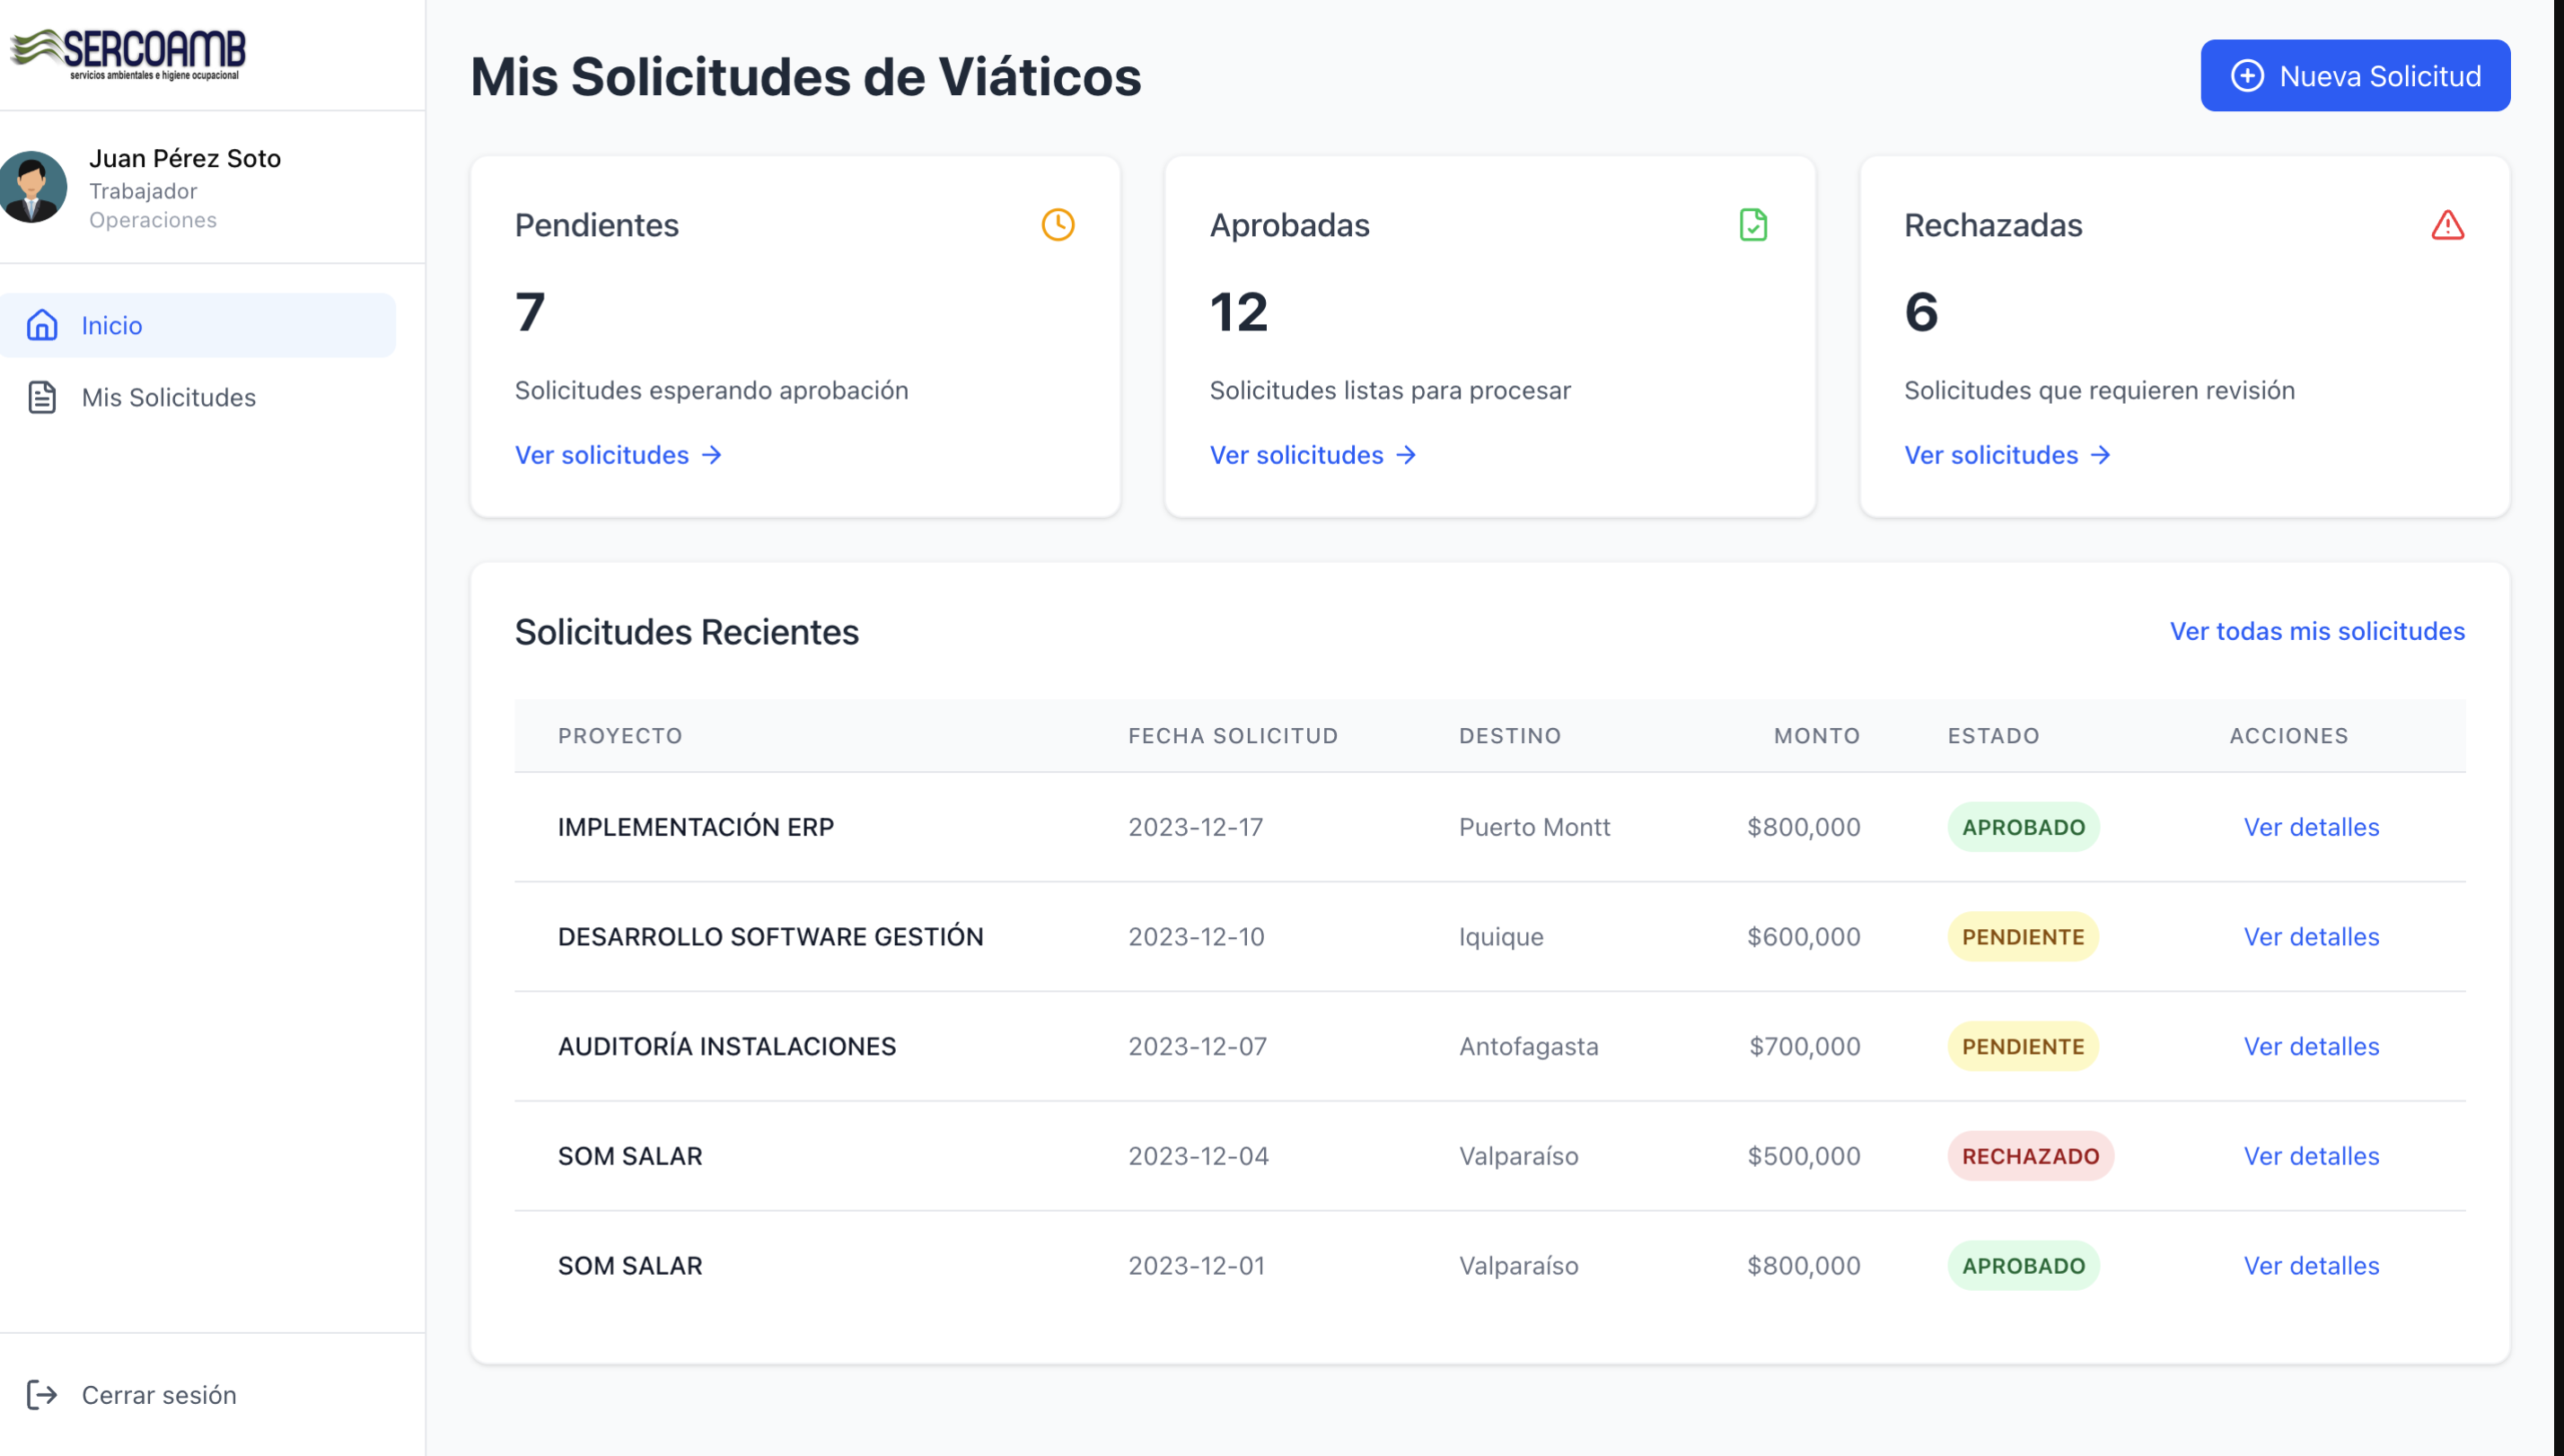 SERCOAMB
servicios ambientales e higiene ocupacional
Juan Pérez Soto
Trabajador
Operaciones
Inicio
Mis Solicitudes
Cerrar sesión
Mis Solicitudes de Viáticos
Nueva Solicitud
Pendientes
7
Solicitudes esperando aprobación
Ver solicitudes →
Aprobadas
12
Solicitudes listas para procesar
Ver solicitudes →
Rechazadas
6
Solicitudes que requieren revisión
Ver solicitudes →
Solicitudes Recientes
Ver todas mis solicitudes
PROYECTO FECHA SOLICITUD DESTINO MONTO ESTADO ACCIONES
IMPLEMENTACIÓN ERP 2023-12-17 Puerto Montt $800,000 APROBADO Ver detalles
DESARROLLO SOFTWARE GESTIÓN 2023-12-10 Iquique $600,000 PENDIENTE Ver detalles
AUDITORÍA INSTALACIONES 2023-12-07 Antofagasta $700,000 PENDIENTE Ver detalles
SOM SALAR 2023-12-04 Valparaíso $500,000 RECHAZADO Ver detalles
SOM SALAR 2023-12-01 Valparaíso $800,000 APROBADO Ver detalles